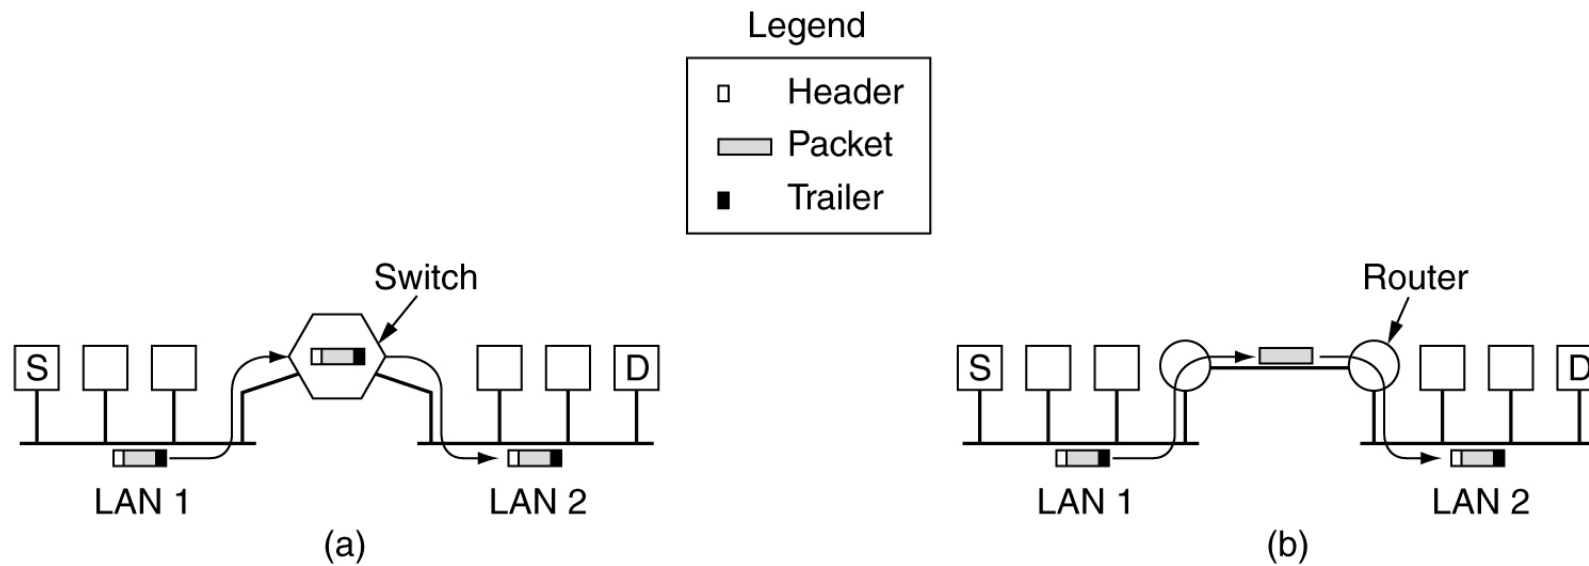 Legend
Header
Packet
Trailer
Switch
S
D
LAN 1
LAN 2
(a)
Router
S
D
LAN 1
LAN 2
(b)